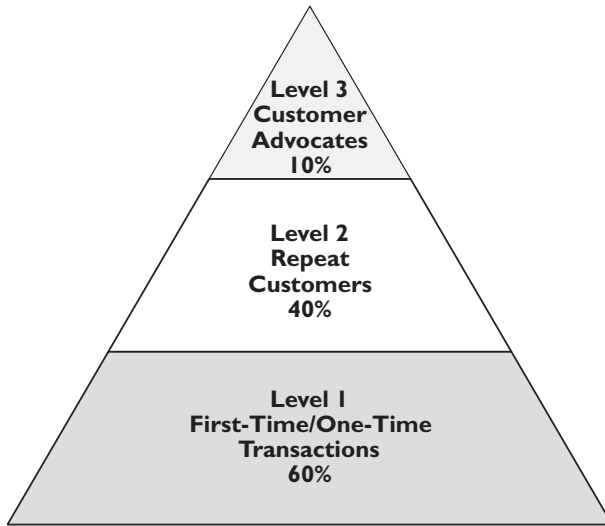 Level 3
Customer
Advocates
10%
Level 2
Repeat
Customers
40%
Level 1
First-Time/One-Time
Transactions
60%